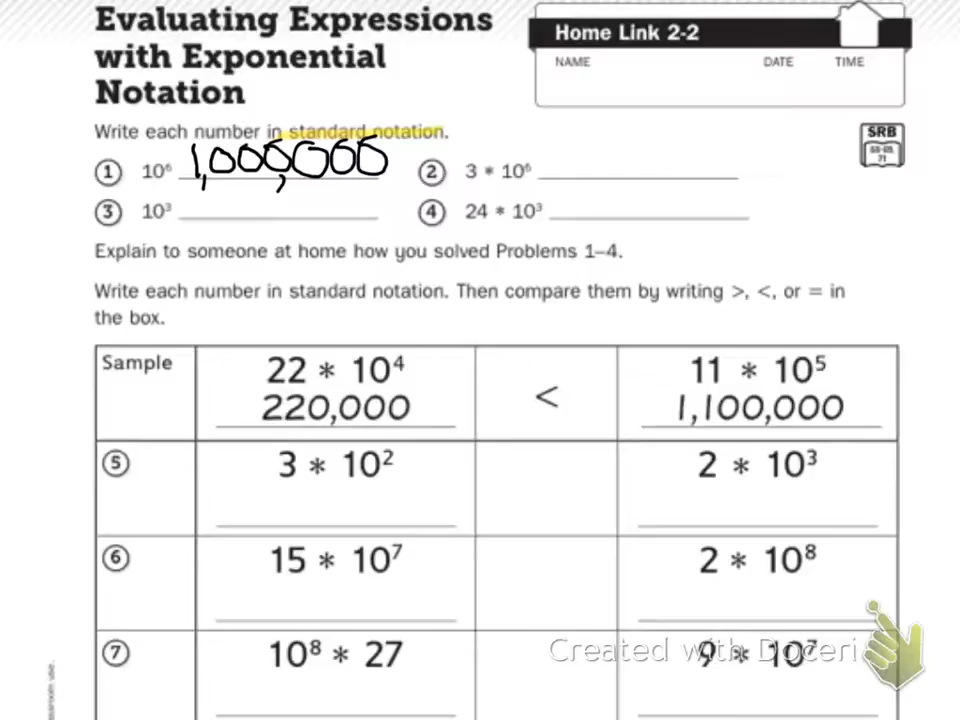 Evaluating Expressions
with Exponential
Notation
Home Link 2-2
NAME DATE TIME
Write each number in standard notation.
SRB
① 10⁶ 1,000,000 ② 3 * 10⁶
③ 10³ ④ 24 * 10³
Explain to someone at home how you solved Problems 1–4.
Write each number in standard notation. Then compare them by writing >, <, or = in
the box.
Sample 22 * 10⁴ < 11 * 10⁵
220,000 1,100,000
⑤ 3 * 10² 2 * 10³
⑥ 15 * 10⁷ 2 * 10⁸
⑦ 10⁸ * 27 9 * 10⁷
Created with Doceri